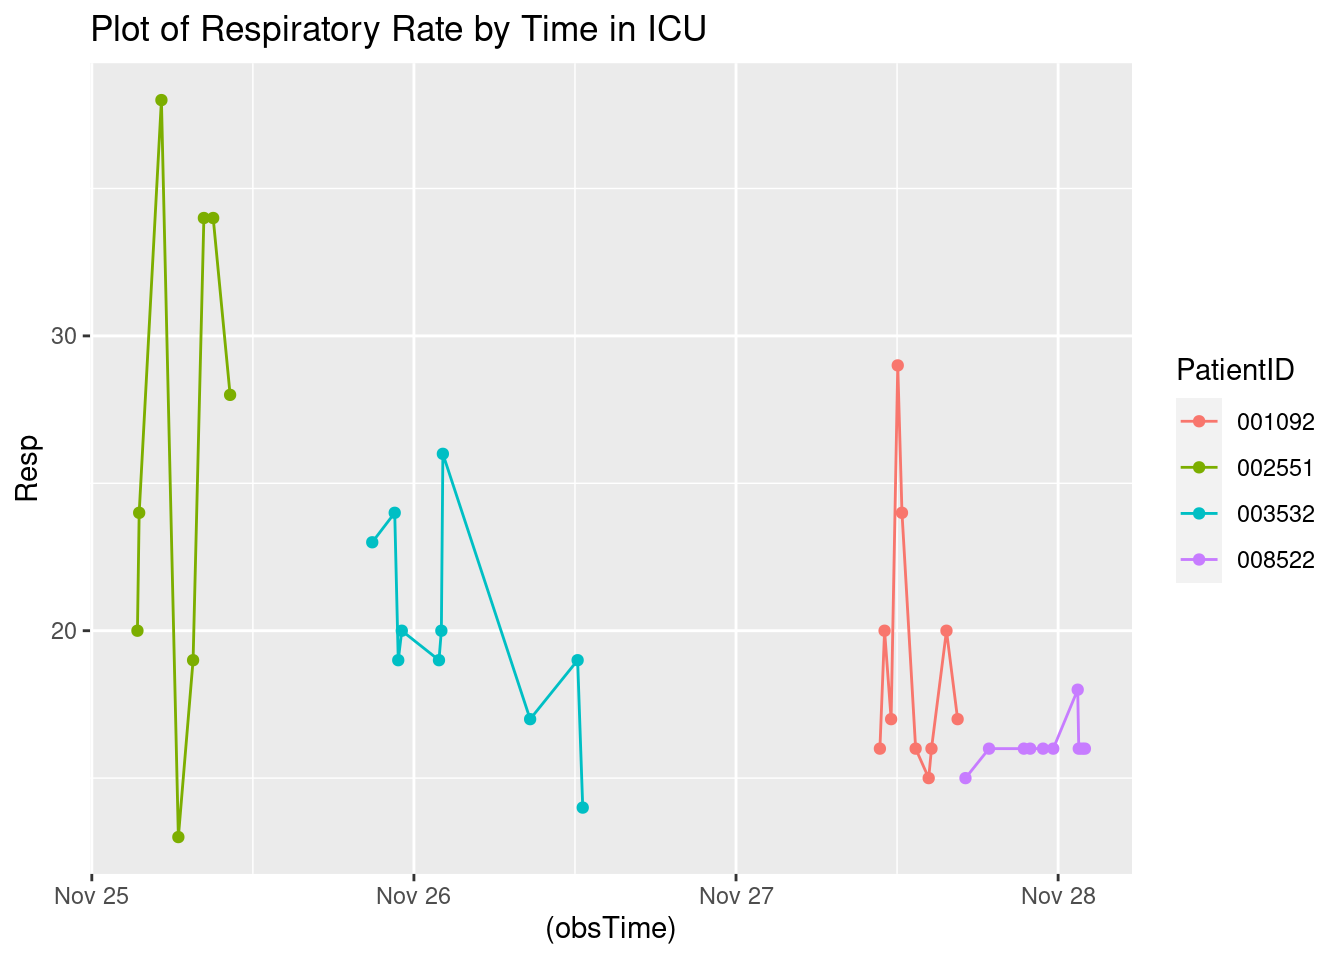 Plot of Respiratory Rate by Time in ICU
Resp
30
20
Nov 25
Nov 26
Nov 27
Nov 28
(obsTime)
PatientID
001092
002551
003532
008522